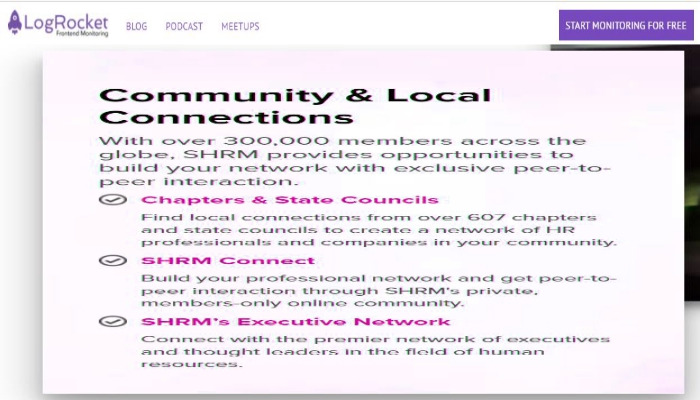 LogRocket
Frontend Monitoring
BLOG
PODCAST
MEETUPS
START MONITORING FOR FREE
Community & Local
Connections
With over 300,000 members across the
globe, SHRM provides opportunities to
build your network with exclusive peer-to-
peer interaction.
Chapters & State Councils
Find local connections from over 607 chapters
and state councils to create a network of HR
professionals and companies in your community.
SHRM Connect
Build your professional network and get peer-to-
peer interaction through SHRM's private,
members-only online community.
SHRM's Executive Network
Connect with the premier network of executives
and thought leaders in the field of human
resources.